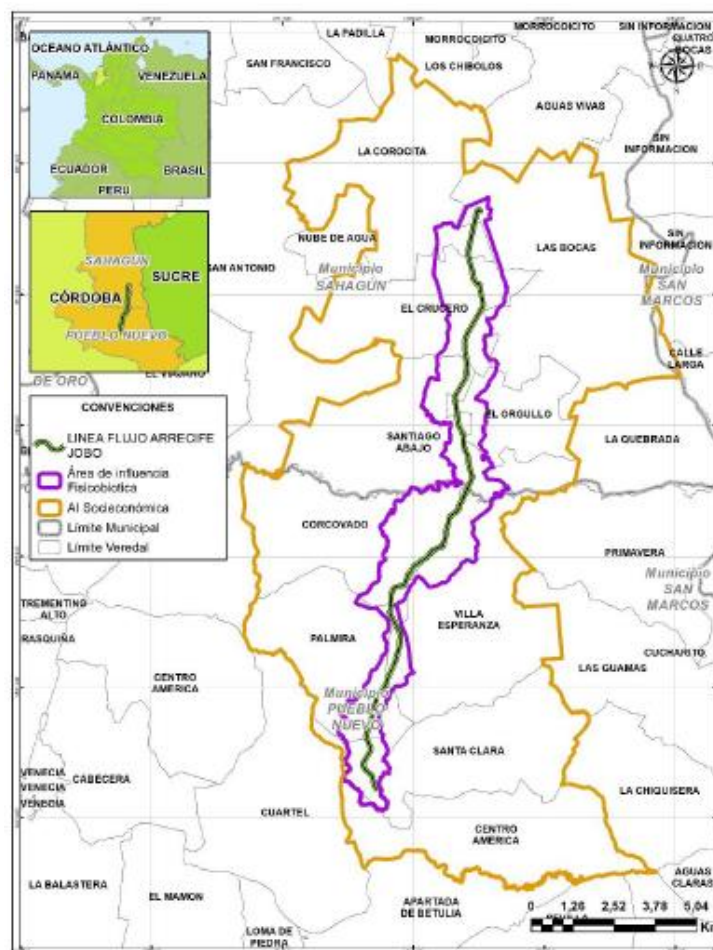 LA PADILLA
MORROCOICITO
MORROCOICITO
SIN INFORMACION
CUATRO
BOCAS
OCEANO ATLÁNTICO
PANAMA
VENEZUELA
COLOMBIA
ECUADOR
BRASIL
PERU
SAN FRANCISCO
LOS CHIBOLOS
AGUAS VIVAS
SIN
INFORMACION
LA COROCITA
SAHAGÚN
SUCRE
CÓRDOBA
PUEBLO NUEVO
NUBE DE AGUA
SAN ANTONIO
Municipio
SAHAGÚN
LAS BOCAS
SIN
INFORMACION
Municipio
SAN
MARCOS
EL CRUCERO
CALLE
LARGA
EL VIAJANO
DE ORO
CONVENCIONES
LINEA FLUJO ARRECIFE
JOBO
Área de influencia
Fisicobiotica
AI Socieconómica
Límite Municipal
Límite Veredal
SANTIAGO
ABAJO
EL ORGULLO
LA QUEBRADA
CORCOVADO
PRIMAVERA
Municipio
SAN
MARCOS
TREMENTINO
ALTO
RASQUIÑA
PALMIRA
VILLA
ESPERANZA
CUCHARITO
LAS GUAMAS
CENTRO
AMERICA
Municipio
PUEBLO
NUEVO
SANTA CLARA
VENECIA
VENECIA
VENECIA
CABECERA
LA CHIQUISERA
CUARTEL
CENTRO
AMERICA
AGUAS
CLARAS
LA BALASTERA
EL MAMON
APARTADA
DE BETULIA
LOMA DE
PIEDRA
0 1,26 2,52 3,78 5,04